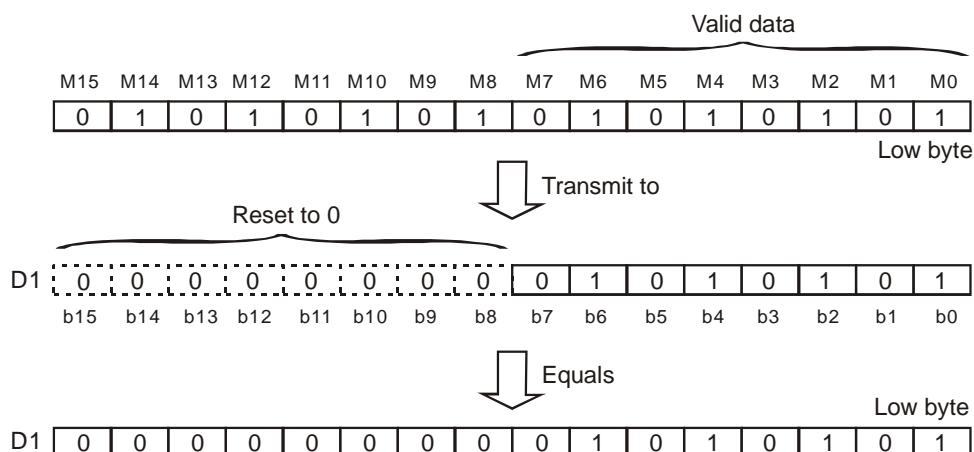 Valid data
M15 M14 M13 M12 M11 M10 M9 M8 M7 M6 M5 M4 M3 M2 M1 M0
0 1 0 1 0 1 0 1 0 1 0 1 0 1 0 1
Low byte
Transmit to
Reset to 0
D1 0 0 0 0 0 0 0 0 0 1 0 1 0 1 0 1
b15 b14 b13 b12 b11 b10 b9 b8 b7 b6 b5 b4 b3 b2 b1 b0
Equals
Low byte
D1 0 0 0 0 0 0 0 0 0 1 0 1 0 1 0 1